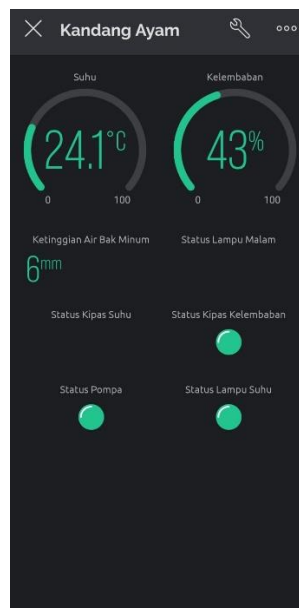 Kandang Ayam
Suhu
Kelembaban
24.1°C
43%
0 100
0 100
Ketinggian Air Bak Minum
Status Lampu Malam
6mm
Status Kipas Suhu
Status Kipas Kelembaban
Status Pompa
Status Lampu Suhu